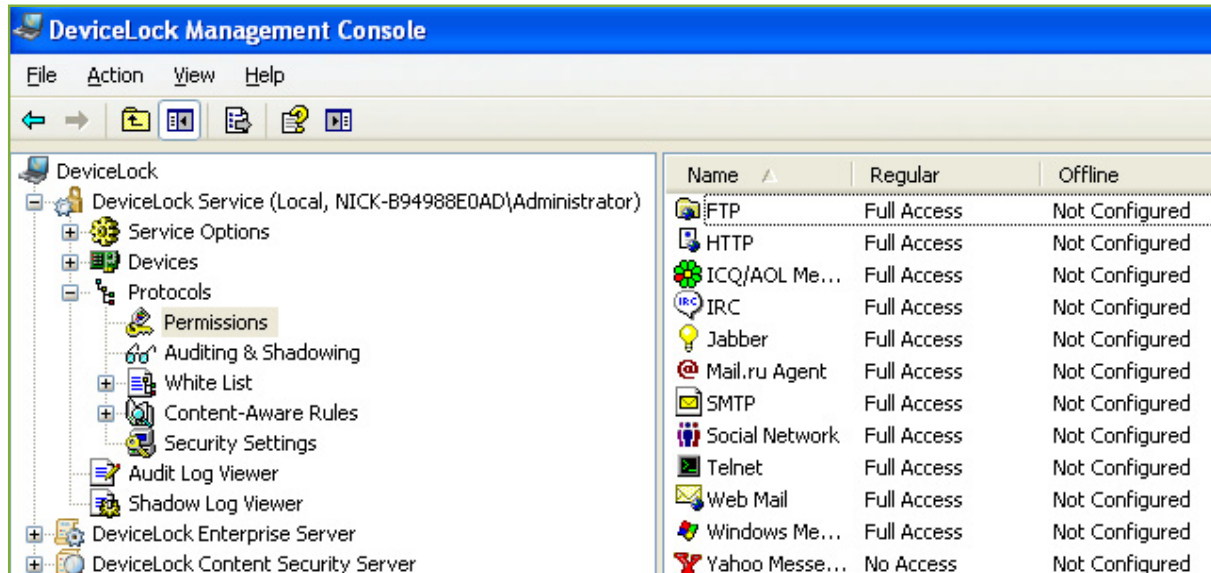 DeviceLock Management Console
File Action View Help
DeviceLock
DeviceLock Service (Local, NICK-B94988E0AD\Administrator)
Service Options
Devices
Protocols
Permissions
Auditing & Shadowing
White List
Content-Aware Rules
Security Settings
Audit Log Viewer
Shadow Log Viewer
DeviceLock Enterprise Server
DeviceLock Content Security Server
Name Regular Offline
FTP Full Access Not Configured
HTTP Full Access Not Configured
ICQ/AOL Me... Full Access Not Configured
IRC Full Access Not Configured
Jabber Full Access Not Configured
Mail.ru Agent Full Access Not Configured
SMTP Full Access Not Configured
Social Network Full Access Not Configured
Telnet Full Access Not Configured
Web Mail Full Access Not Configured
Windows Me... Full Access Not Configured
Yahoo Messe... No Access Not Configured